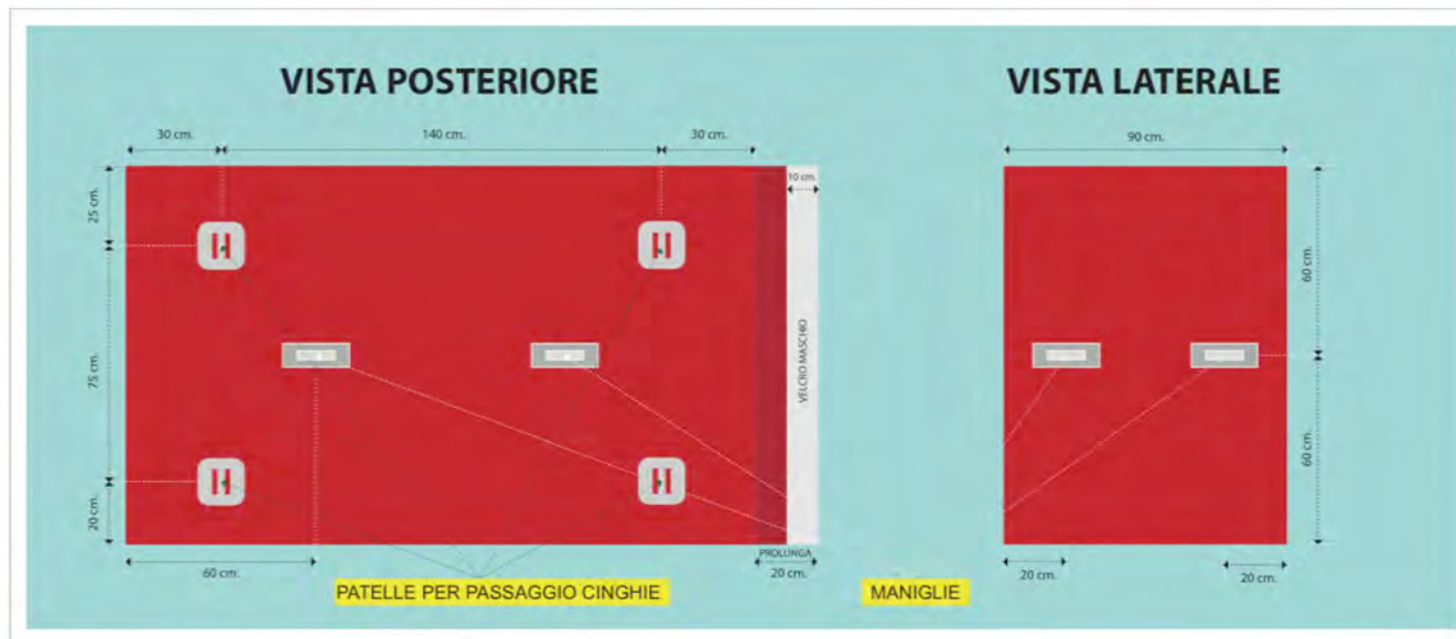 VISTA POSTERIORE
VISTA LATERALE
30 cm.
140 cm.
30 cm.
90 cm.
10 cm.
25 cm.
75 cm.
20 cm.
VELCRO MASCHIO
60 cm.
60 cm.
PROLUNGA
60 cm.
20 cm.
20 cm.
20 cm.
PATELLE PER PASSAGGIO CINGHIE
MANIGLIE